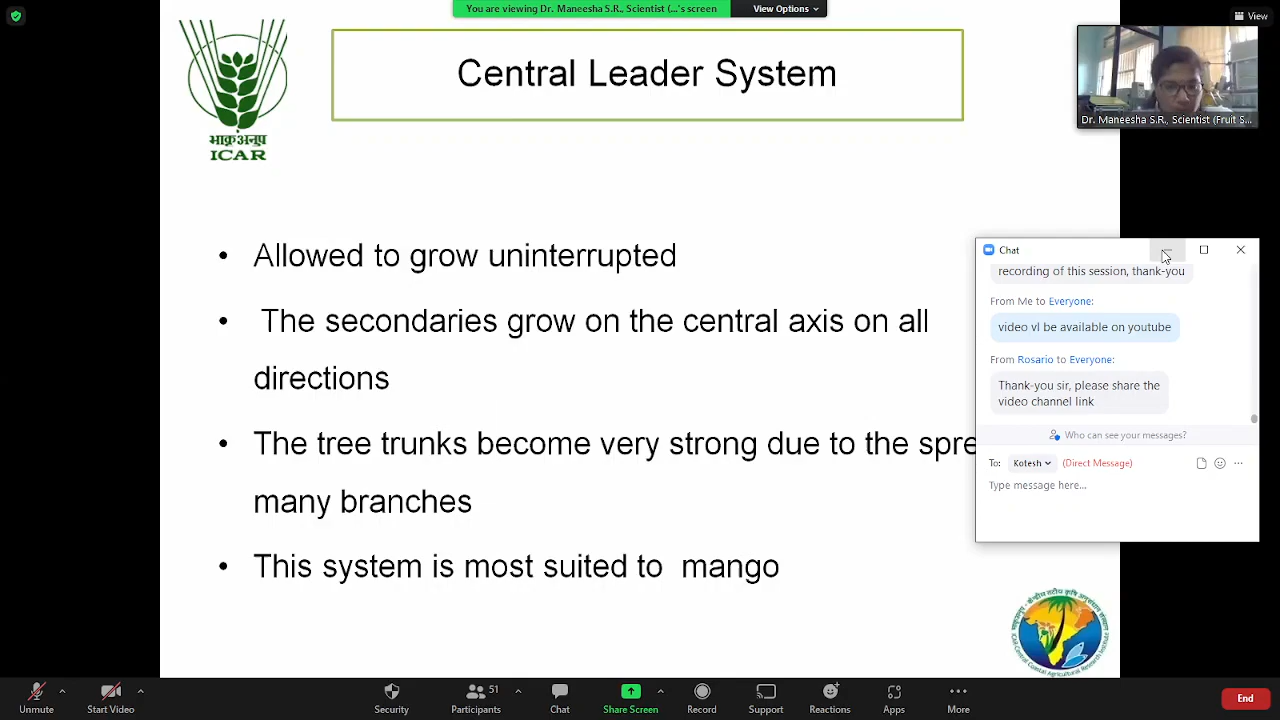 You are viewing Dr. Maneesha S.R., Scientist (...'s screen
View Options
View
Central Leader System
भाकृअनुप
ICAR
Dr. Maneesha S.R., Scientist (Fruit S...
Allowed to grow uninterrupted
The secondaries grow on the central axis on all
directions
The tree trunks become very strong due to the spre
many branches
This system is most suited to mango
Chat
recording of this session, thank-you
From Me to Everyone:
video vl be available on youtube
From Rosario to Everyone:
Thank-you sir, please share the
video channel link
Who can see your messages?
To: Kotesh (Direct Message)
Type message here...
Unmute
Start Video
Security
51
Participants
Chat
Share Screen
Record
Support
Reactions
Apps
More
End